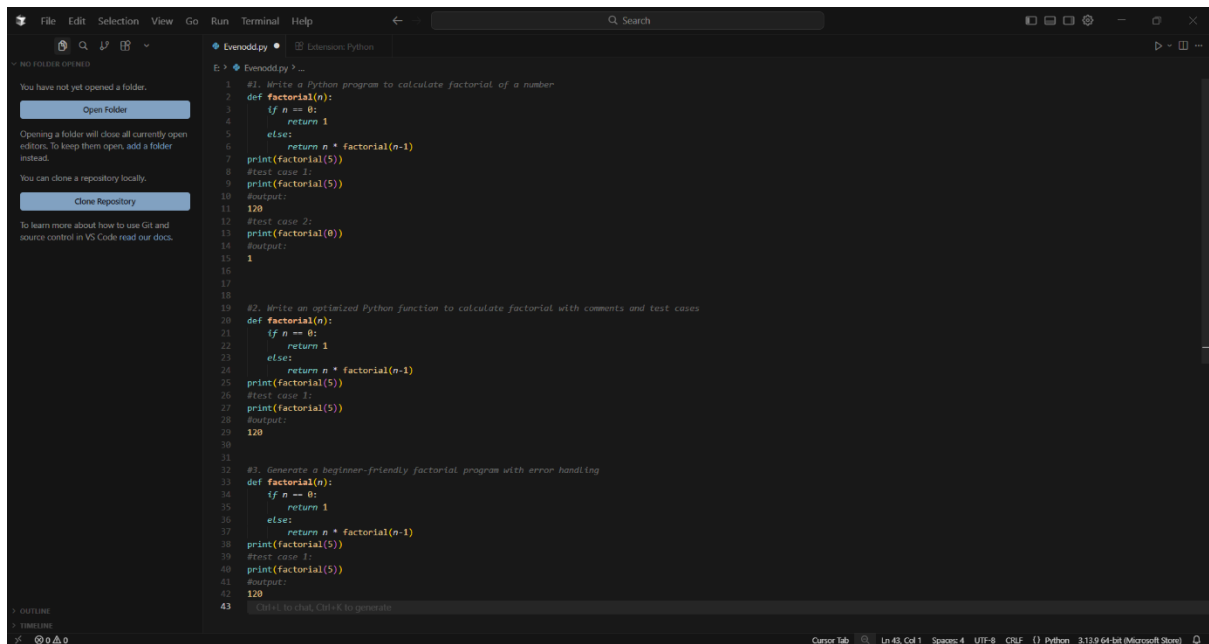 File Edit Selection View Go Run Terminal Help
Search
Evenodd.py
Extension: Python
NO FOLDER OPENED
You have not yet opened a folder.
Open Folder
Opening a folder will close all currently open
editors. To keep them open, add a folder
instead.
You can clone a repository locally.
Clone Repository
To learn more about how to use Git and
source control in VS Code read our docs.
OUTLINE
TIMELINE
E: > Evenodd.py > ...
1 #1. Write a Python program to calculate factorial of a number
2 def factorial(n):
3 if n == 0:
4 return 1
5 else:
6 return n * factorial(n-1)
7 print(factorial(5))
8 #test case 1:
9 print(factorial(5))
10 #output:
11 120
12 #test case 2:
13 print(factorial(0))
14 #output:
15 1
16
17
18
19 #2. Write an optimized Python function to calculate factorial with comments and test cases
20 def factorial(n):
21 if n == 0:
22 return 1
23 else:
24 return n * factorial(n-1)
25 print(factorial(5))
26 #test case 1:
27 print(factorial(5))
28 #output:
29 120
30
31
32 #3. Generate a beginner-friendly factorial program with error handling
33 def factorial(n):
34 if n == 0:
35 return 1
36 else:
37 return n * factorial(n-1)
38 print(factorial(5))
39 #test case 1:
40 print(factorial(5))
41 #output:
42 120
43 Ctrl+L to chat, Ctrl+K to generate
0 0
Cursor Tab Ln 43, Col 1 Spaces: 4 UTF-8 CRLF {} Python 3.13.9 64-bit (Microsoft Store)